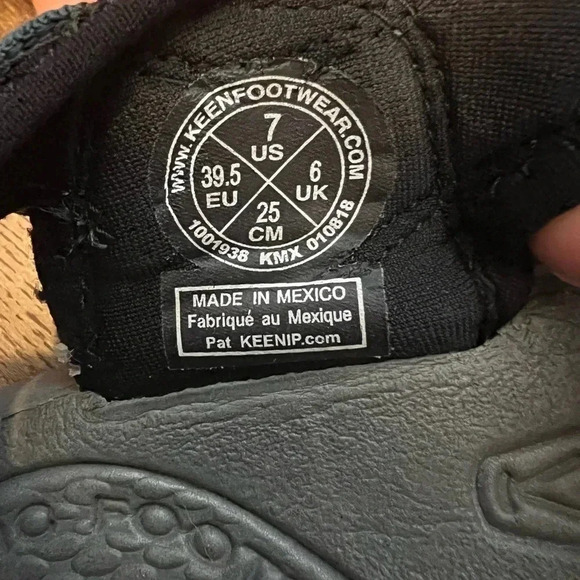 www.KEENFOOTWEAR.COM
7
US
39.5
EU
6
UK
25
CM
1001938 KMX 010818
MADE IN MEXICO
Fabriqué au Mexique
Pat KEENIP.com